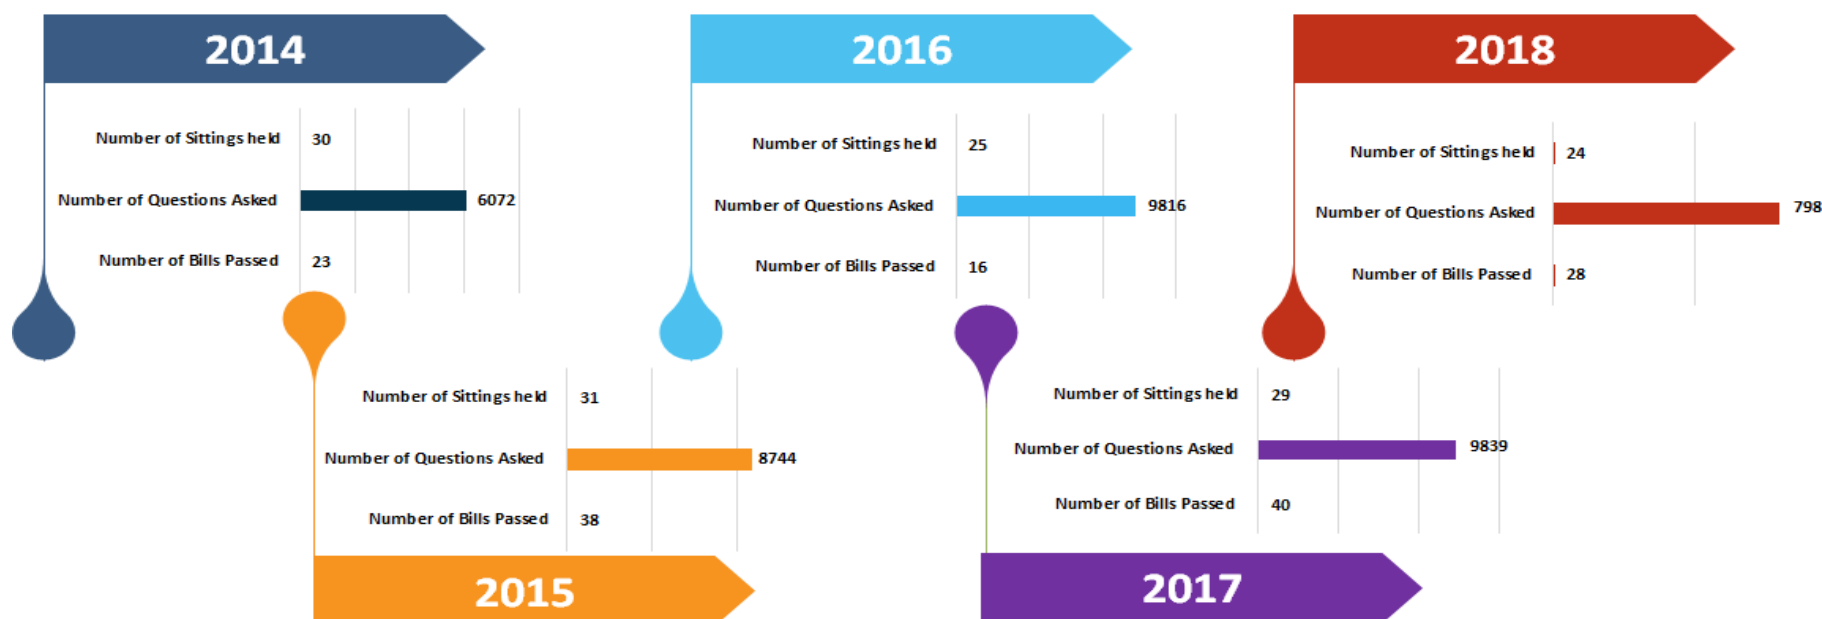 2014
Number of Sittings held 30
Number of Questions Asked 6072
Number of Bills Passed 23
2016
Number of Sittings held 25
Number of Questions Asked 9816
Number of Bills Passed 16
2018
Number of Sittings held 24
Number of Questions Asked 798
Number of Bills Passed 28
Number of Sittings held 31
Number of Questions Asked 8744
Number of Bills Passed 38
2015
Number of Sittings held 29
Number of Questions Asked 9839
Number of Bills Passed 40
2017